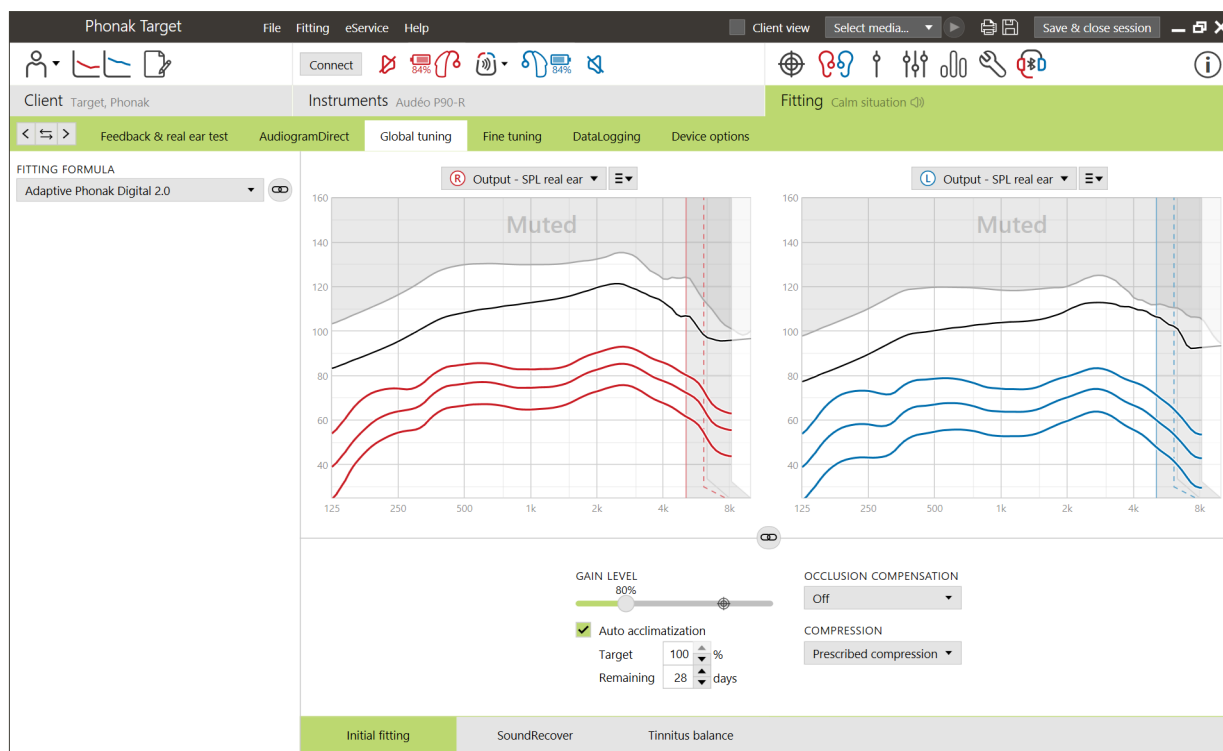 Phonak Target File Fitting eService Help Client view Select media... Save & close session
Connect 84% 84%
Client Target, Phonak Instruments Audéo P90-R Fitting Calm situation
Feedback & real ear test AudiogramDirect Global tuning Fine tuning DataLogging Device options
FITTING FORMULA
Adaptive Phonak Digital 2.0
R Output - SPL real ear
160
140
120
100
80
60
40
125 250 500 1k 2k 4k 8k
Muted
L Output - SPL real ear
160
140
120
100
80
60
40
125 250 500 1k 2k 4k 8k
Muted
GAIN LEVEL
80%
Auto acclimatization
Target 100 %
Remaining 28 days
OCCLUSION COMPENSATION
Off
COMPRESSION
Prescribed compression
Initial fitting SoundRecover Tinnitus balance